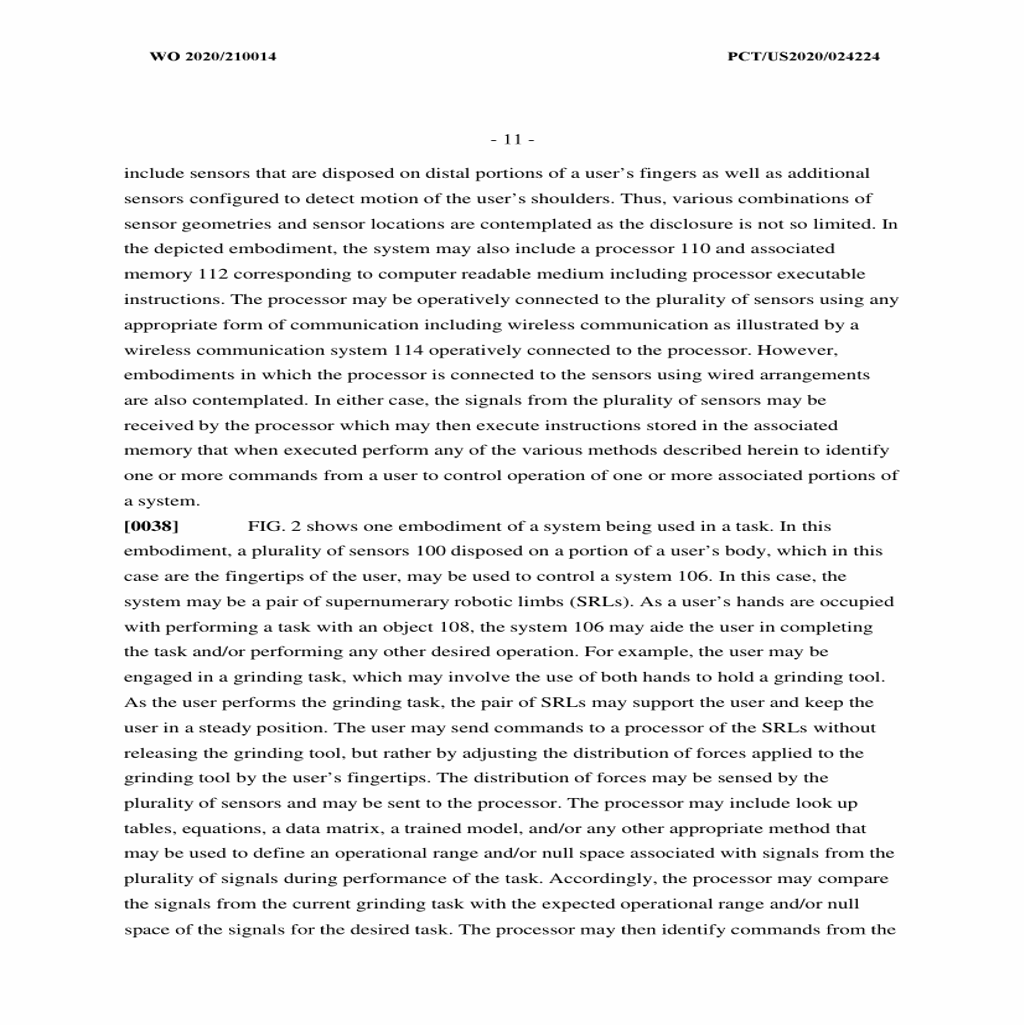 WO 2020/210014
PCT/US2020/024224
- 11 -
include sensors that are disposed on distal portions of a user's fingers as well as additional
sensors configured to detect motion of the user's shoulders. Thus, various combinations of
sensor geometries and sensor locations are contemplated as the disclosure is not so limited. In
the depicted embodiment, the system may also include a processor 110 and associated
memory 112 corresponding to computer readable medium including processor executable
instructions. The processor may be operatively connected to the plurality of sensors using any
appropriate form of communication including wireless communication as illustrated by a
wireless communication system 114 operatively connected to the processor. However,
embodiments in which the processor is connected to the sensors using wired arrangements
are also contemplated. In either case, the signals from the plurality of sensors may be
received by the processor which may then execute instructions stored in the associated
memory that when executed perform any of the various methods described herein to identify
one or more commands from a user to control operation of one or more associated portions of
a system.
[0038] FIG. 2 shows one embodiment of a system being used in a task. In this
embodiment, a plurality of sensors 100 disposed on a portion of a user's body, which in this
case are the fingertips of the user, may be used to control a system 106. In this case, the
system may be a pair of supernumerary robotic limbs (SRLs). As a user's hands are occupied
with performing a task with an object 108, the system 106 may aide the user in completing
the task and/or performing any other desired operation. For example, the user may be
engaged in a grinding task, which may involve the use of both hands to hold a grinding tool.
As the user performs the grinding task, the pair of SRLs may support the user and keep the
user in a steady position. The user may send commands to a processor of the SRLs without
releasing the grinding tool, but rather by adjusting the distribution of forces applied to the
grinding tool by the user's fingertips. The distribution of forces may be sensed by the
plurality of sensors and may be sent to the processor. The processor may include look up
tables, equations, a data matrix, a trained model, and/or any other appropriate method that
may be used to define an operational range and/or null space associated with signals from the
plurality of signals during performance of the task. Accordingly, the processor may compare
the signals from the current grinding task with the expected operational range and/or null
space of the signals for the desired task. The processor may then identify commands from the